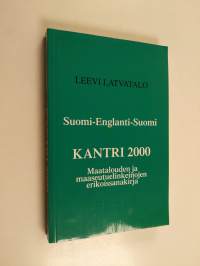 LEEVI LATVATALO
Suomi-Englanti-Suomi
KANTRI 2000
Maatalouden ja
maaseutuelinkeinojen
erikoissanakirja